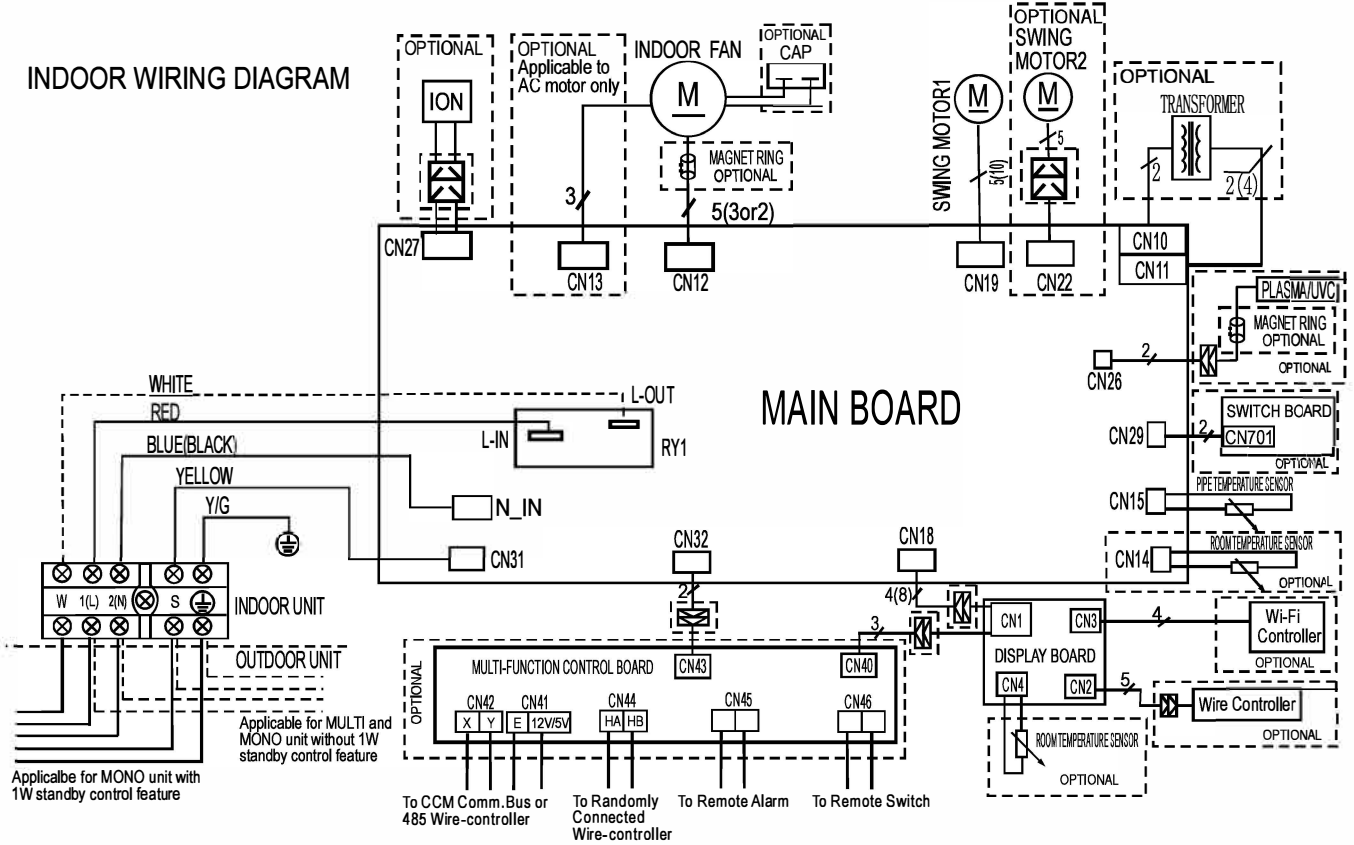 INDOOR WIRING DIAGRAM
OPTIONAL
ION
CN27
OPTIONAL
Applicable to
AC motor only
3
CN13
INDOOR FAN
M
OPTIONAL
CAP
MAGNET RING
OPTIONAL
5(3or2)
CN12
SWING MOTOR1
M
5(10)
CN19
OPTIONAL
SWING
MOTOR2
M
5
CN22
OPTIONAL
TRANSFORMER
2
2(4)
CN10
CN11
PLASMA/UVC
MAGNET RING
OPTIONAL
OPTIONAL
2
CN26
MAIN BOARD
SWITCH BOARD
CN701
OPTIONAL
2
CN29
PIPE TEMPERATURE SENSOR
CN15
ROOM TEMPERATURE SENSOR
CN14
OPTIONAL
WHITE
RED
BLUE(BLACK)
YELLOW
Y/G
L-OUT
L-IN
RY1
N_IN
CN31
W 1(L) 2(N) S
INDOOR UNIT
OUTDOOR UNIT
Applicable for MULTI and
MONO unit without 1W
standby control feature
Applicalbe for MONO unit with
1W standby control feature
CN32
2
CN18
4(8)
3
OPTIONAL
MULTI-FUNCTION CONTROL BOARD
CN43
CN40
CN42 CN41 CN44 CN45 CN46
X Y E 12V/5V HA HB
To CCM Comm.Bus or
485 Wire-controller
To Randomly
Connected
Wire-controller
To Remote Alarm
To Remote Switch
CN1
CN3
DISPLAY BOARD
CN4
CN2
4
Wi-Fi
Controller
OPTIONAL
5
Wire Controller
OPTIONAL
ROOM TEMPERATURE SENSOR
OPTIONAL